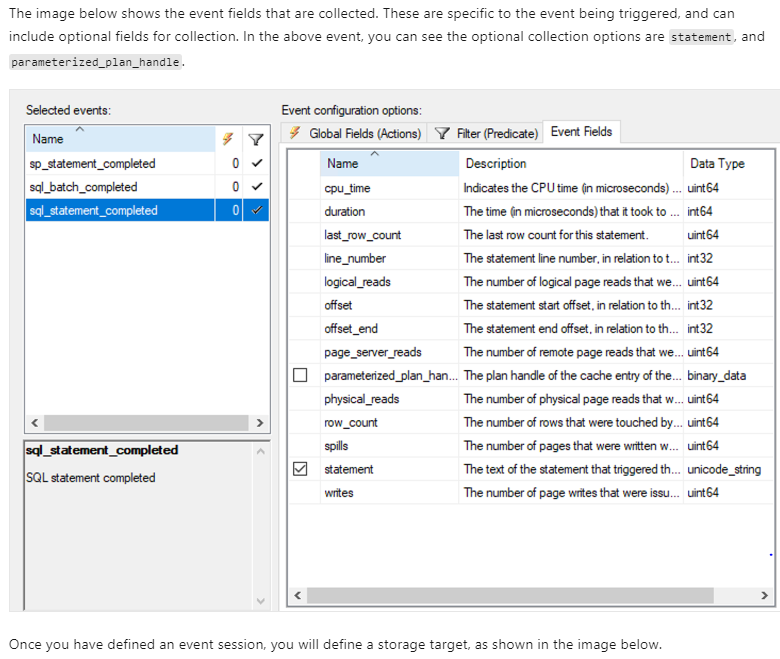 The image below shows the event fields that are collected. These are specific to the event being triggered, and can
include optional fields for collection. In the above event, you can see the optional collection options are statement, and
parameterized_plan_handle.
Selected events:
Name
sp_statement_completed 0
sql_batch_completed 0
sql_statement_completed 0
sql_statement_completed
SQL statement completed
Event configuration options:
Global Fields (Actions) Filter (Predicate) Event Fields
Name Description Data Type
cpu_time Indicates the CPU time (in microseconds) ... uint64
duration The time (in microseconds) that it took to ... int64
last_row_count The last row count for this statement. uint64
line_number The statement line number, in relation to t... int32
logical_reads The number of logical page reads that we... uint64
offset The statement start offset, in relation to th... int32
offset_end The statement end offset, in relation to th... int32
page_server_reads The number of remote page reads that we... uint64
parameterized_plan_han... The plan handle of the cache entry of the... binary_data
physical_reads The number of physical page reads that w... uint64
row_count The number of rows that were touched by... uint64
spills The number of pages that were written w... uint64
statement The text of the statement that triggered th... unicode_string
writes The number of page writes that were issu... uint64
Once you have defined an event session, you will define a storage target, as shown in the image below.